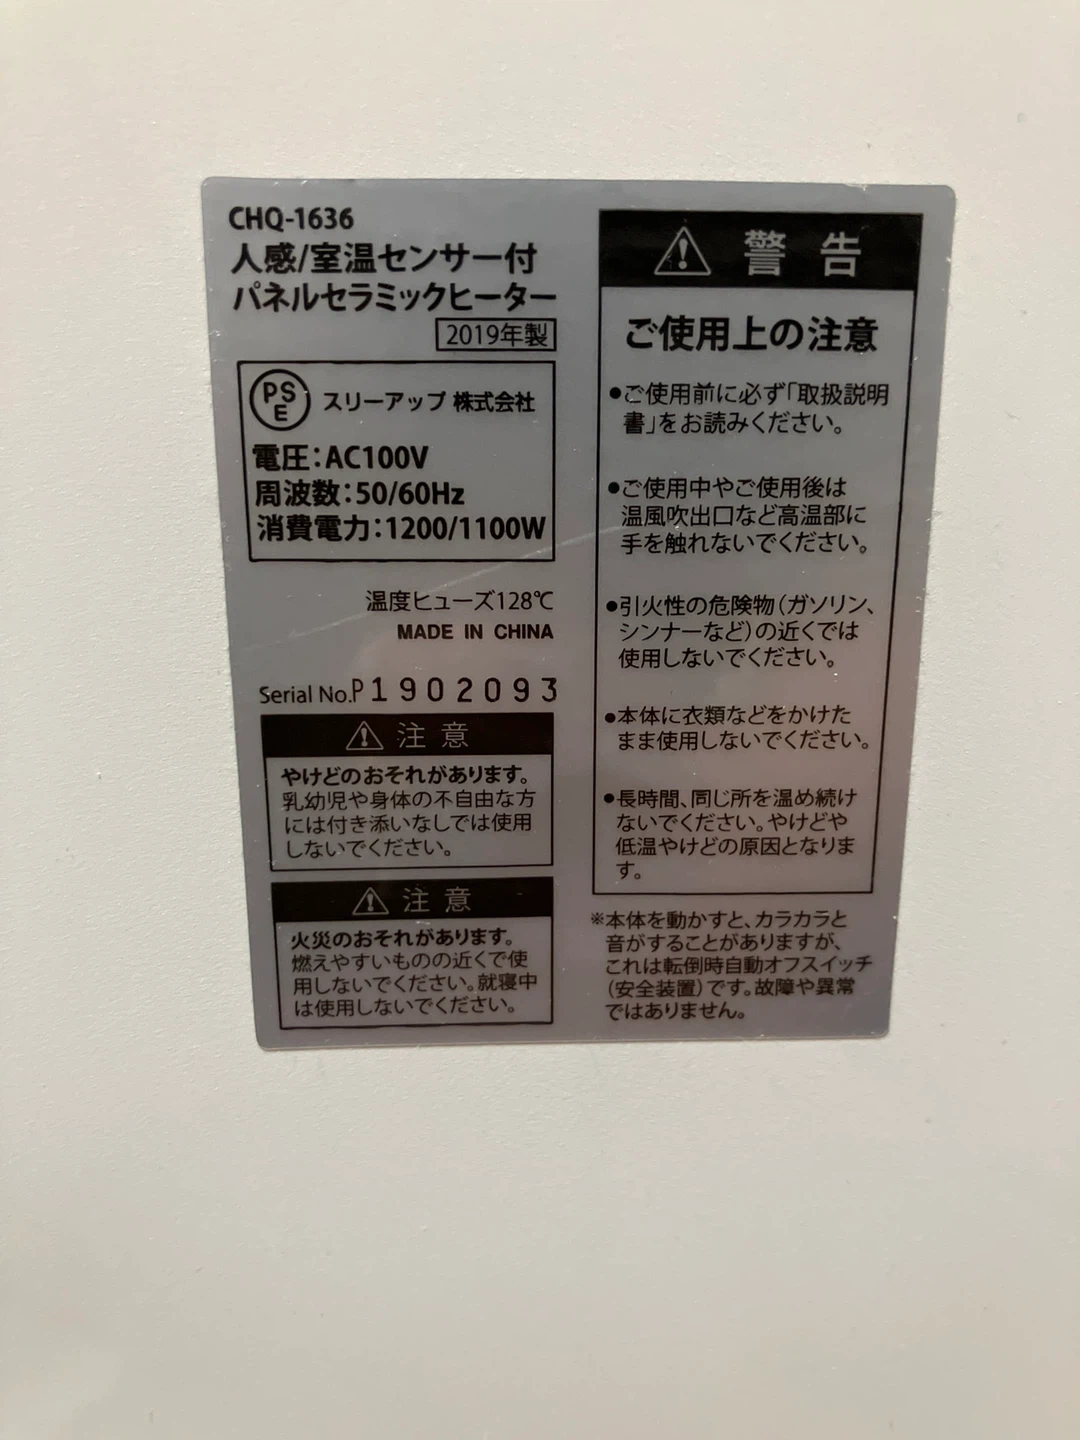 CHQ-1636
人感/室温センサー付
パネルセラミックヒーター
2019年製
PSE
スリーアップ 株式会社
電圧:AC100V
周波数:50/60Hz
消費電力:1200/1100W
温度ヒューズ128℃
MADE IN CHINA
Serial No.P1902093
注意
やけどのおそれがあります。
乳幼児や身体の不自由な方
には付き添いなしでは使用
しないでください。
注意
火災のおそれがあります。
燃えやすいものの近くで使
用しないでください。就寝中
は使用しないでください。
警告
ご使用上の注意
●ご使用前に必ず「取扱説明
書」をお読みください。
●ご使用中やご使用後は
温風吹出口など高温部に
手を触れないでください。
●引火性の危険物(ガソリン、
シンナーなど)の近くでは
使用しないでください。
●本体に衣類などをかけた
まま使用しないでください。
●長時間、同じ所を温め続け
ないでください。やけどや
低温やけどの原因となりま
す。
※本体を動かすと、カラカラと
音がすることがありますが、
これは転倒時自動オフスイッチ
(安全装置)です。故障や異常
ではありません。